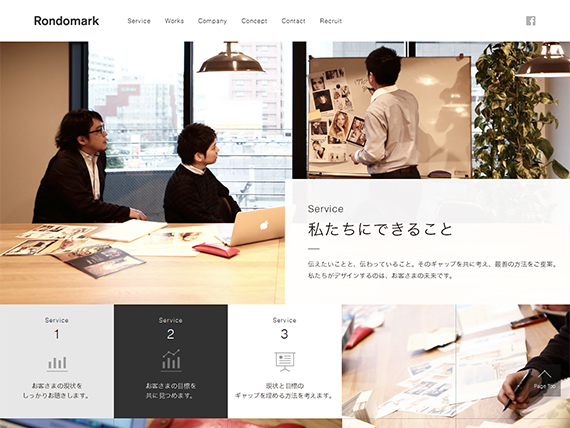 Rondomark
Service Works Company Concept Contact Recruit
Service
私たちにできること
伝えたいことと、伝わっていること。そのギャップを共に考え、最善の方法をご提案。
私たちがデザインするのは、お客さまの未来です。
Service
1
お客さまの現状を
しっかりお聴きします。
Service
2
お客さまの目標を
共に見つめます。
Service
3
現状と目標の
ギャップを埋める方法を考えます。
Page Top